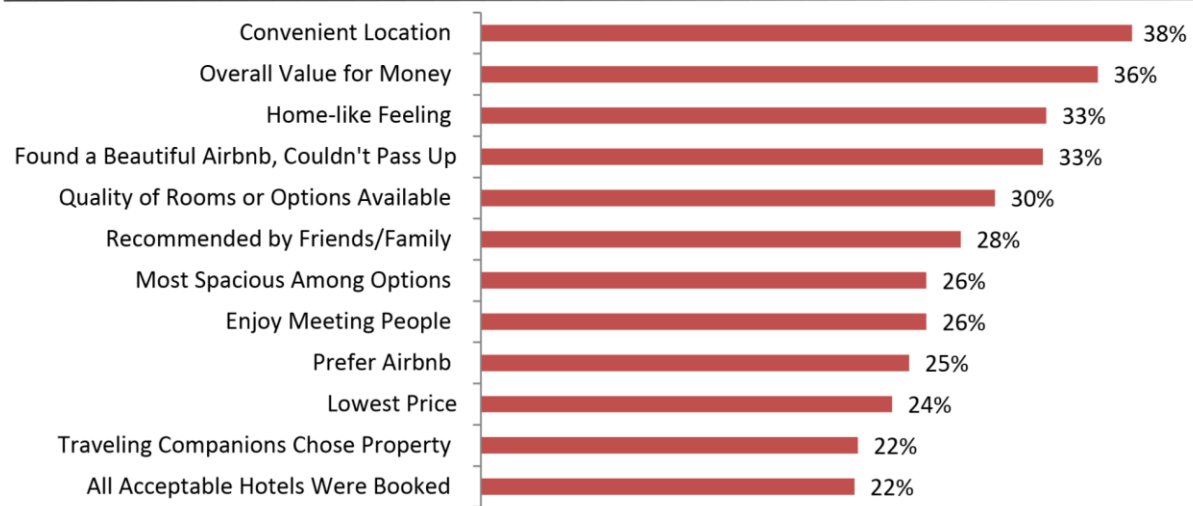 Convenient Location 38%
Overall Value for Money 36%
Home-like Feeling 33%
Found a Beautiful Airbnb, Couldn't Pass Up 33%
Quality of Rooms or Options Available 30%
Recommended by Friends/Family 28%
Most Spacious Among Options 26%
Enjoy Meeting People 26%
Prefer Airbnb 25%
Lowest Price 24%
Traveling Companions Chose Property 22%
All Acceptable Hotels Were Booked 22%